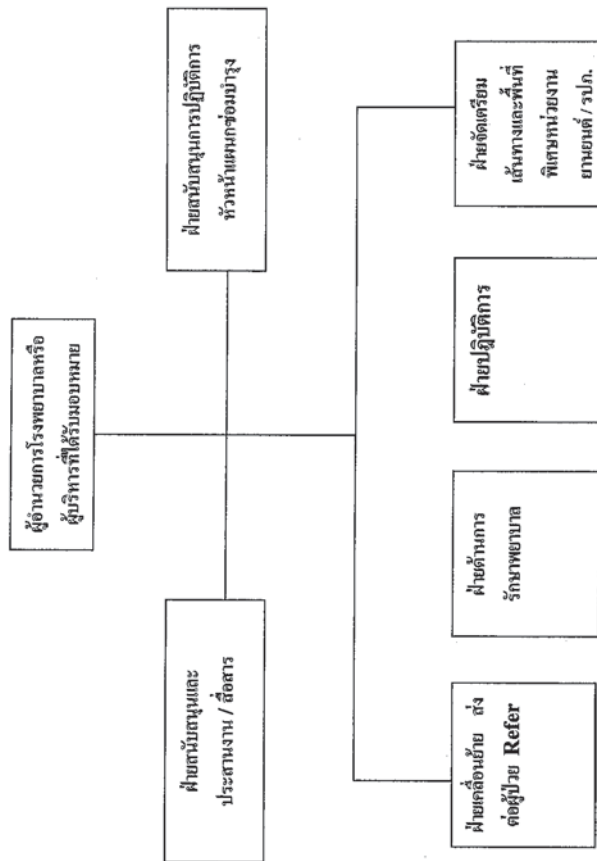 ผู้อำนวยการโรงพยาบาลหรือ
ผู้บริหารที่ได้รับมอบหมาย
ฝ่ายสนับสนุนและ
ประสานงาน / สื่อสาร
ฝ่ายสนับสนุนการปฏิบัติการ
หัวหน้าแผนกซ่อมบำรุง
ฝ่ายเคลื่อนย้าย ส่ง
ต่อผู้ป่วย Refer
ฝ่ายด้านการ
รักษาพยาบาล
ฝ่ายปฏิบัติการ
ฝ่ายจัดเตรียม
เส้นทางและพื้นที่
พิเศษหน่วยงาน
ยานยนต์ / รปภ.